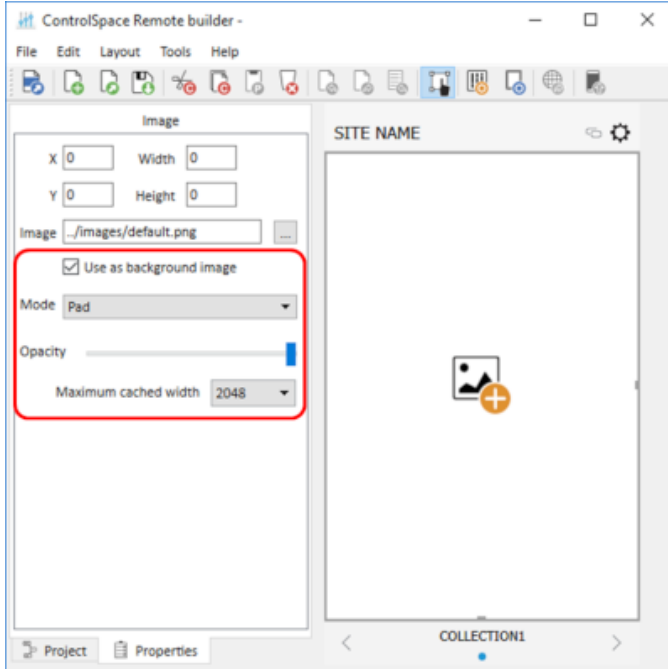 ControlSpace Remote builder -
File Edit Layout Tools Help
Image
X 0 Width 0
Y 0 Height 0
Image ../images/default.png ...
Use as background image
Mode Pad
Opacity
Maximum cached width 2048
Project Properties
SITE NAME
COLLECTION1